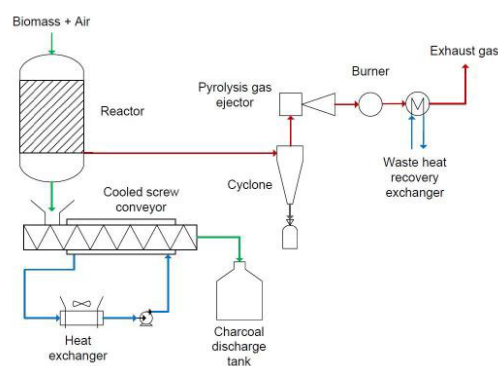 Biomass + Air
Reactor
Pyrolysis gas
ejector
Burner
Exhaust gas
Waste heat
recovery
exchanger
Cyclone
Cooled screw
conveyor
Heat
exchanger
Charcoal
discharge
tank